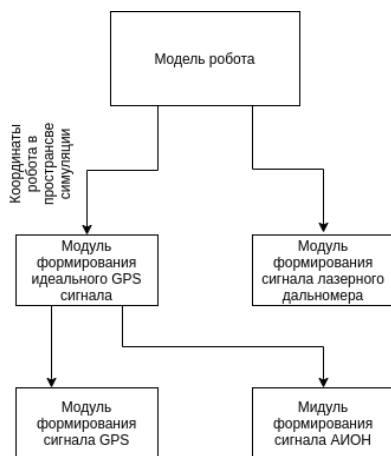 Модель робота
Координаты
робота в
пространсве
симуляции
Модуль
формирования
идеального GPS
сигнала
Модуль
формирования
сигнала лазерного
дальномера
Модуль
формирования
сигнала GPS
Мидуль
формирования
сигнала АИОН